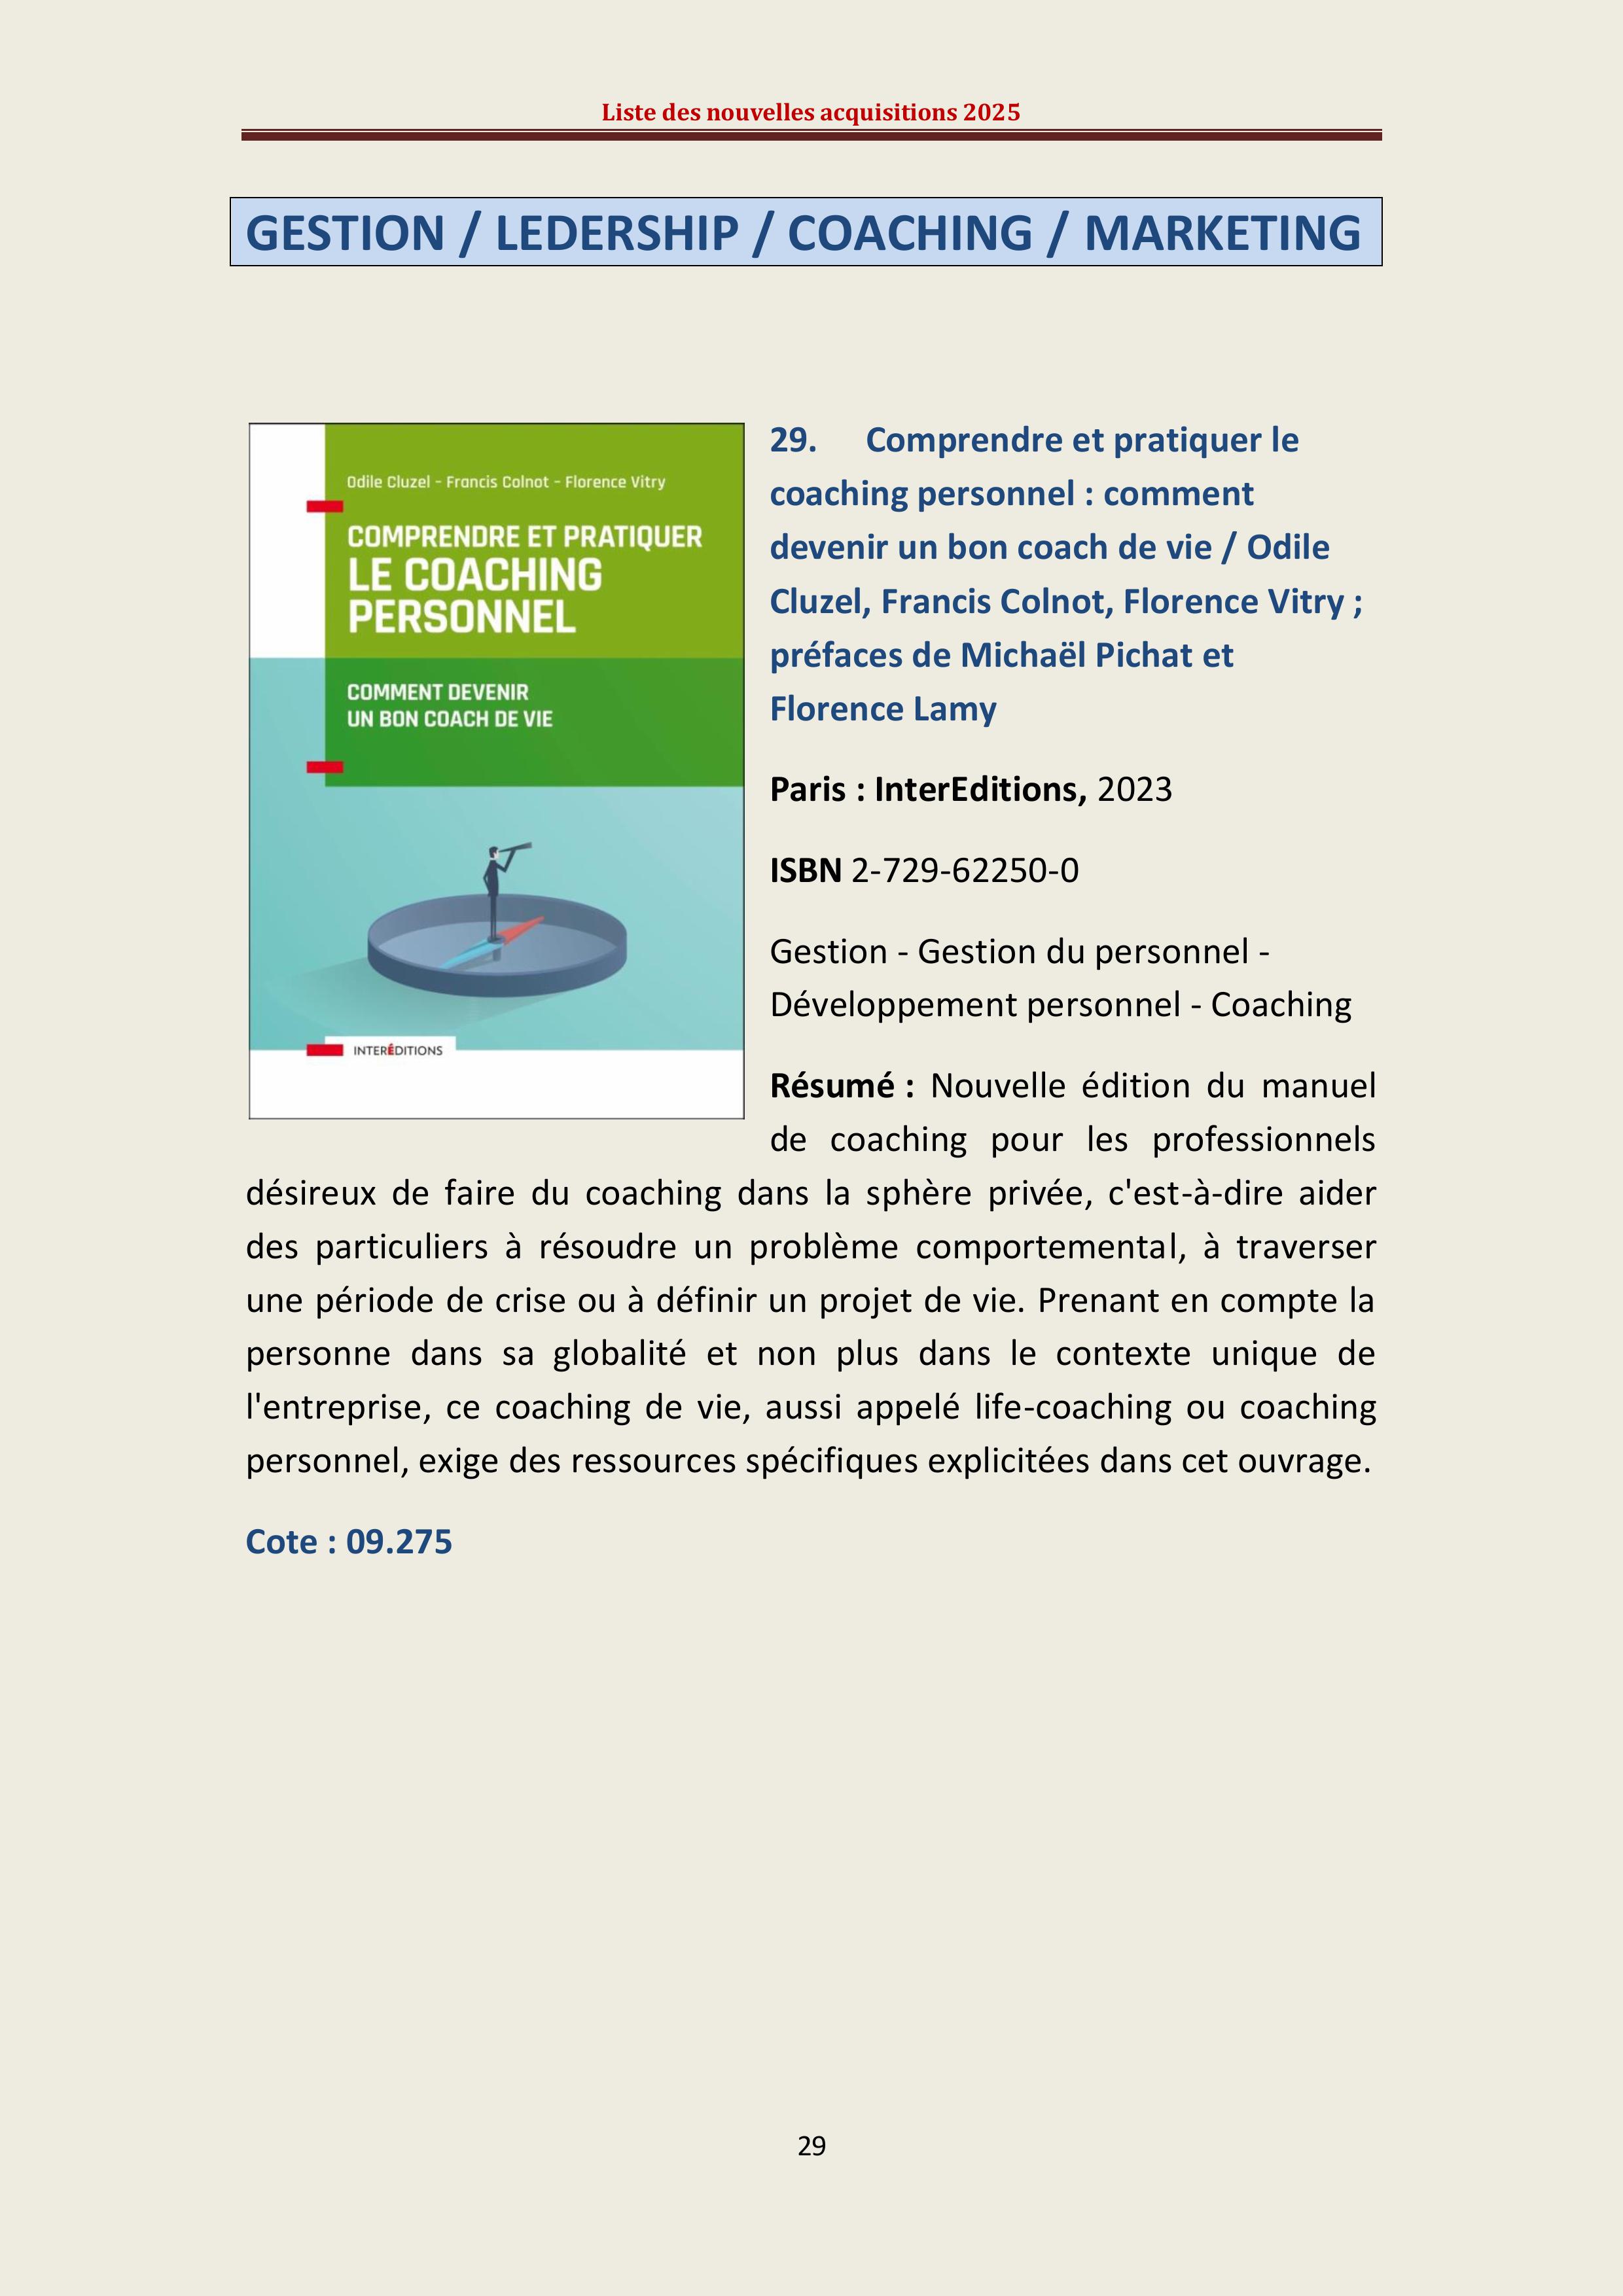 Liste des nouvelles acquisitions 2025
GESTION / LEDERSHIP / COACHING / MARKETING
Odile Cluzel - Francis Colnot - Florence Vitry
COMPRENDRE ET PRATIQUER
LE COACHING
PERSONNEL
COMMENT DEVENIR
UN BON COACH DE VIE
INTERÉDITIONS
29. Comprendre et pratiquer le
coaching personnel : comment
devenir un bon coach de vie / Odile
Cluzel, Francis Colnot, Florence Vitry ;
préfaces de Michaël Pichat et
Florence Lamy
Paris : InterEditions, 2023
ISBN 2-729-62250-0
Gestion - Gestion du personnel -
Développement personnel - Coaching
Résumé : Nouvelle édition du manuel
de coaching pour les professionnels
désireux de faire du coaching dans la sphère privée, c'est-à-dire aider
des particuliers à résoudre un problème comportemental, à traverser
une période de crise ou à définir un projet de vie. Prenant en compte la
personne dans sa globalité et non plus dans le contexte unique de
l'entreprise, ce coaching de vie, aussi appelé life-coaching ou coaching
personnel, exige des ressources spécifiques explicitées dans cet ouvrage.
Cote : 09.275
29